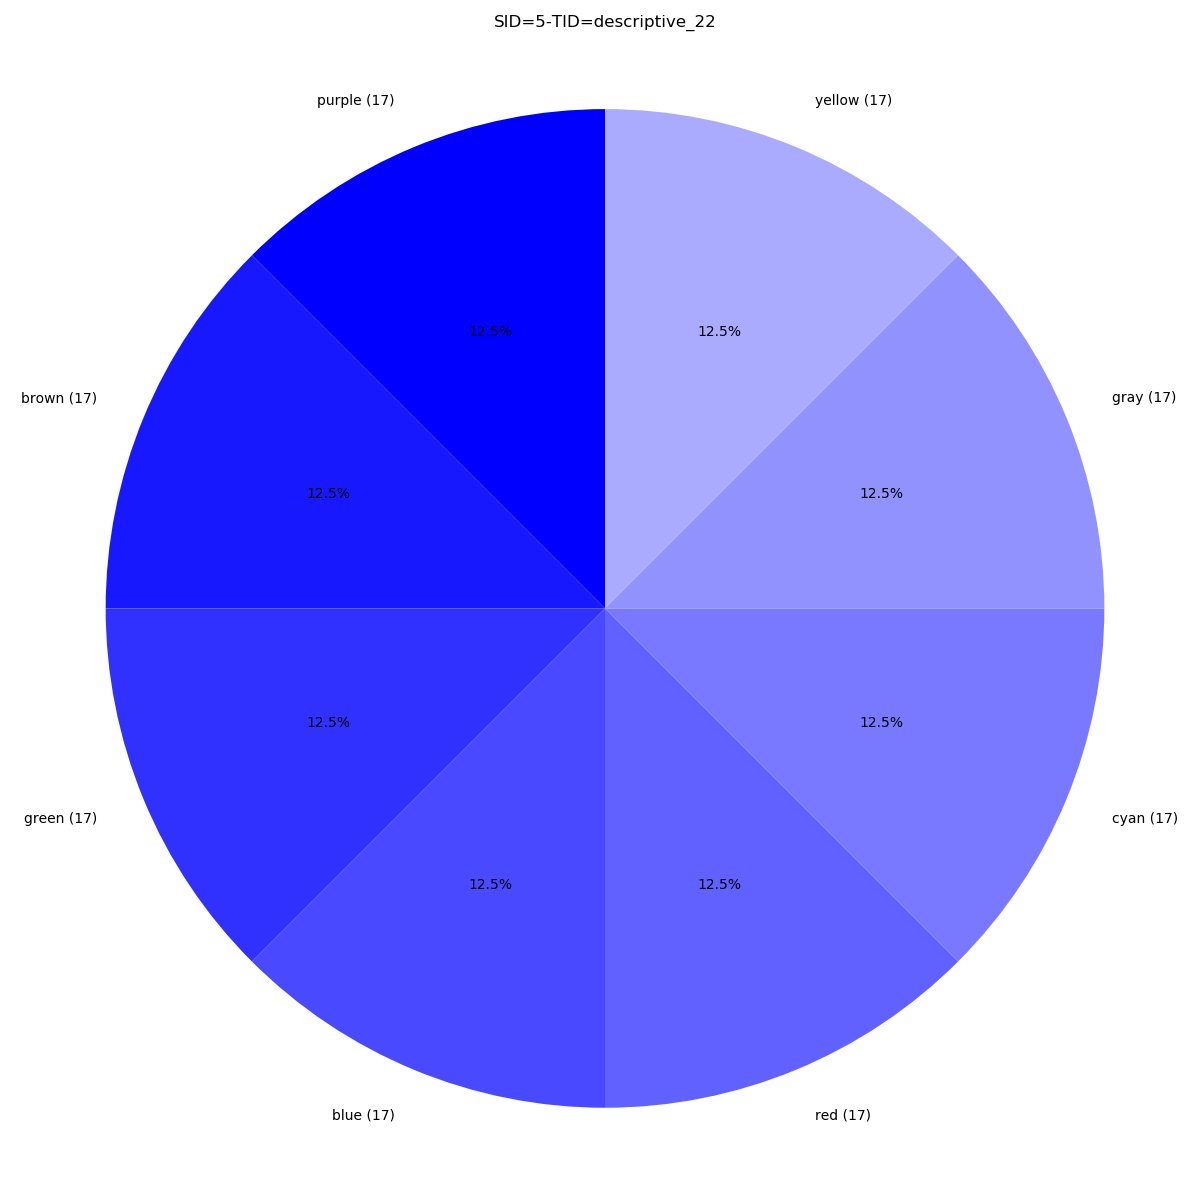 SID=5-TID=descriptive_22
purple (17)
yellow (17)
12.5%
12.5%
brown (17)
gray (17)
12.5%
12.5%
12.5%
12.5%
green (17)
cyan (17)
12.5%
12.5%
blue (17)
red (17)